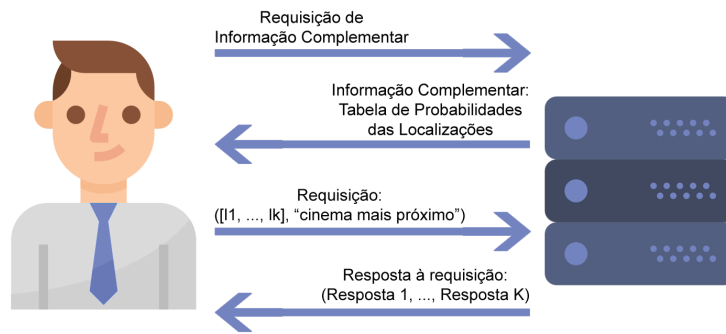 Requisição de
Informação Complementar
Informação Complementar:
Tabela de Probabilidades
das Localizações
Requisição:
([l1, ..., lk], “cinema mais próximo”)
Resposta à requisição:
(Resposta 1, ..., Resposta K)